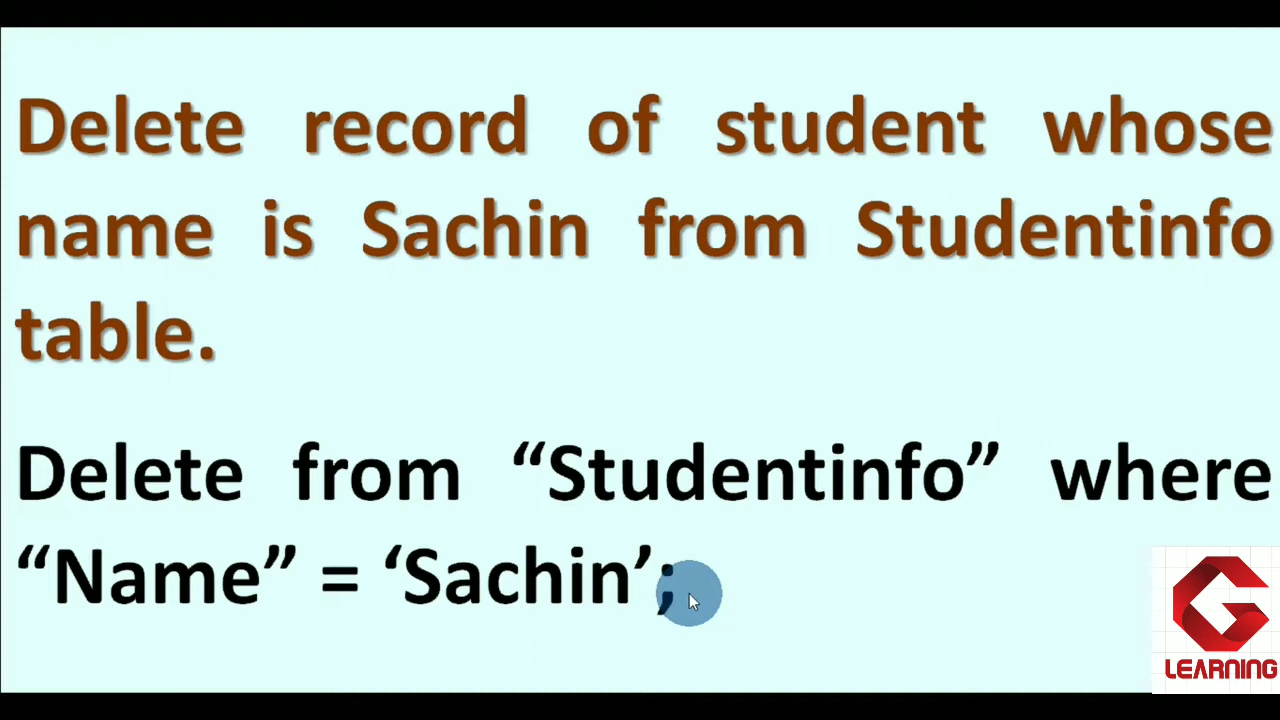 Delete record of student whose
name is Sachin from Studentinfo
table.
Delete from “Studentinfo” where
“Name” = ‘Sachin’;
LEARNING